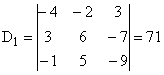 D₁ = | -4 -2 3 |
| 3 6 -7 | = 71
| -1 5 -9 |